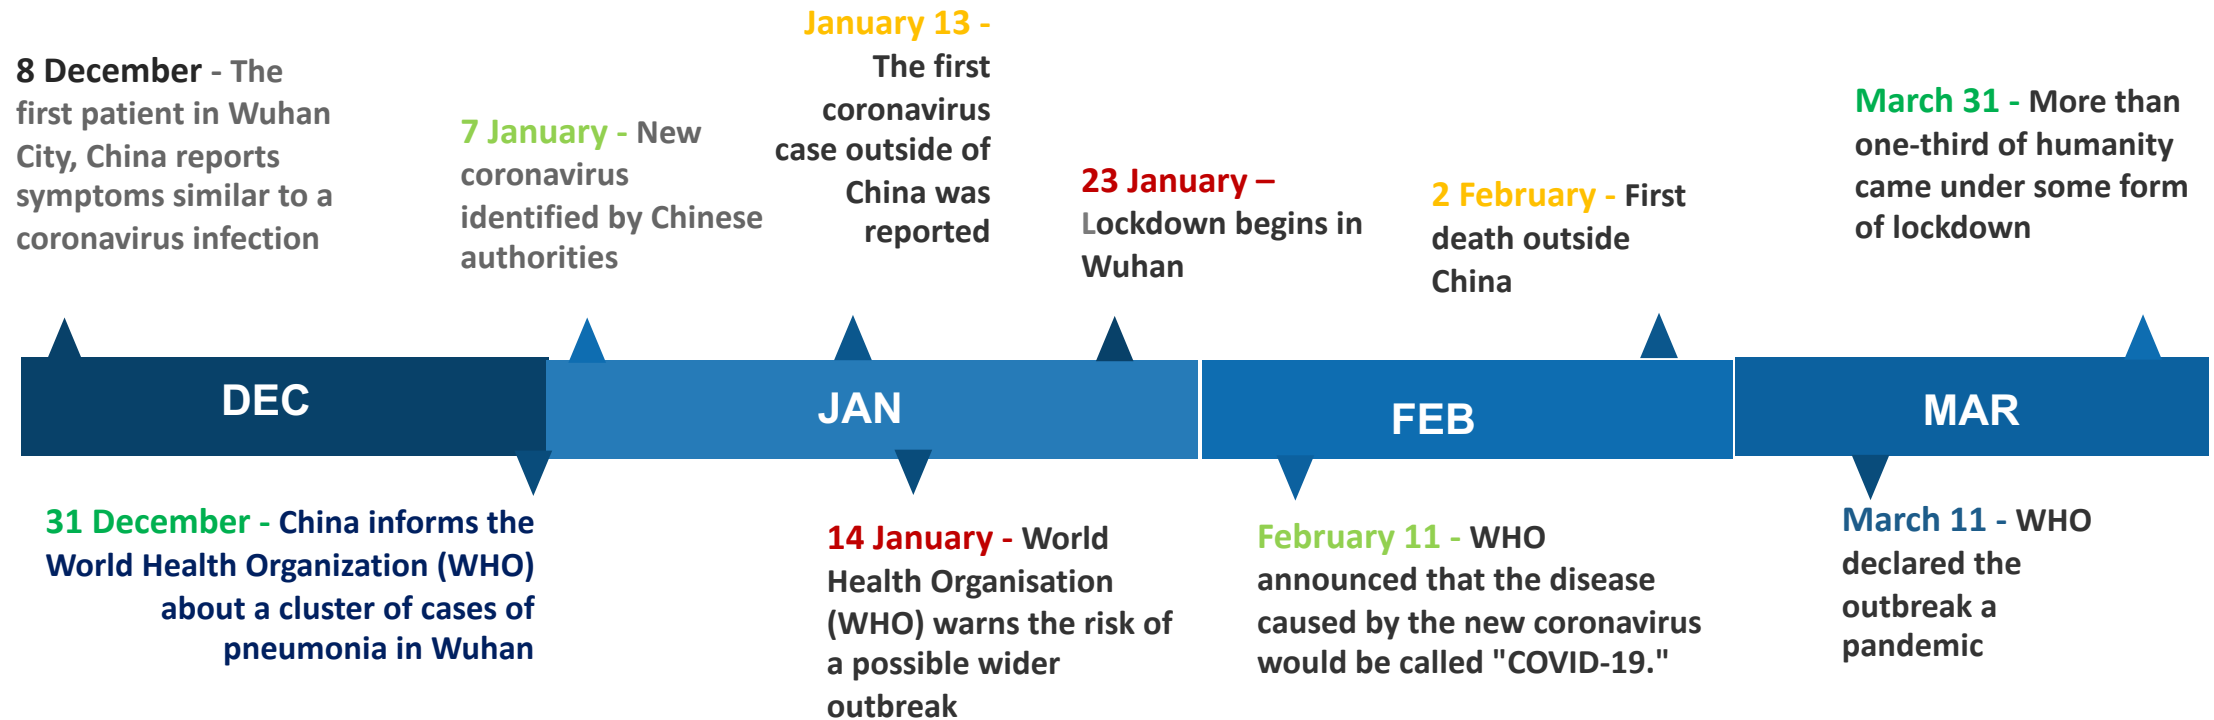 8 December - The
first patient in Wuhan
City, China reports
symptoms similar to a
coronavirus infection
7 January - New
coronavirus
identified by Chinese
authorities
January 13 -
The first
coronavirus
case outside of
China was
reported
23 January –
Lockdown begins in
Wuhan
2 February - First
death outside
China
March 31 - More than
one-third of humanity
came under some form
of lockdown
DEC
JAN
FEB
MAR
31 December - China informs the
World Health Organization (WHO)
about a cluster of cases of
pneumonia in Wuhan
14 January - World
Health Organisation
(WHO) warns the risk of
a possible wider
outbreak
February 11 - WHO
announced that the disease
caused by the new coronavirus
would be called "COVID-19."
March 11 - WHO
declared the
outbreak a
pandemic